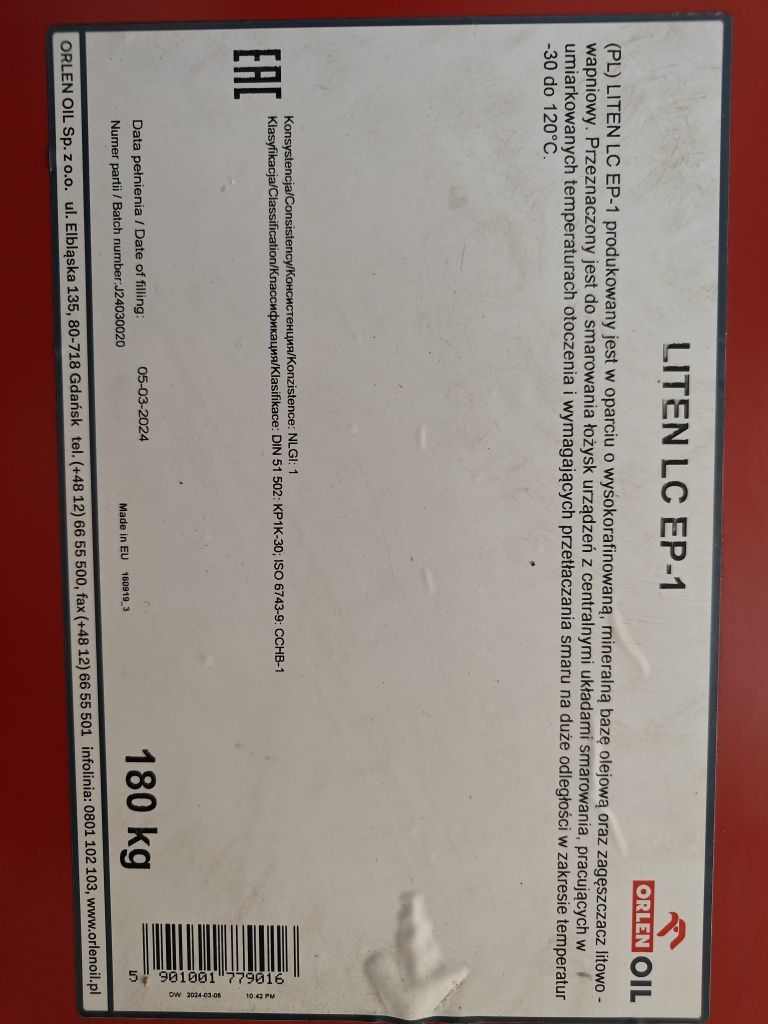 ORLEN OIL
LITEN LC EP-1
(PL) LITEN LC EP-1 produkowany jest w oparciu o wysokorafinowaną, mineralną bazę olejową oraz zagęszczacz litowo -
wapniowy. Przeznaczony jest do smarowania łożysk urządzeń z centralnymi układami smarowania, pracujących w
umiarkowanych temperaturach otoczenia i wymagających przetłaczania smaru na duże odległości w zakresie temperatur
-30 do 120°C.
Konsystencja/Consistency/Консистенция/Konzistence: NLGI: 1
Klasyfikacja/Classification/Классификация/Klasifikace: DIN 51 502: KP1K-30; ISO 6743-9: CCHB-1
EAC
Data pełnienia / Date of filling: 05-03-2024
Numer partii / Batch number:J24030020
Made in EU 160919_3
180 kg
5 901001 779016
DW: 2024-03-05 10:42 PM
ORLEN OIL Sp. z o.o. ul. Elbląska 135, 80-718 Gdańsk tel. (+48 12) 66 55 500, fax (+48 12) 66 55 501 infolinia: 0801 102 103, www.orlenoil.pl